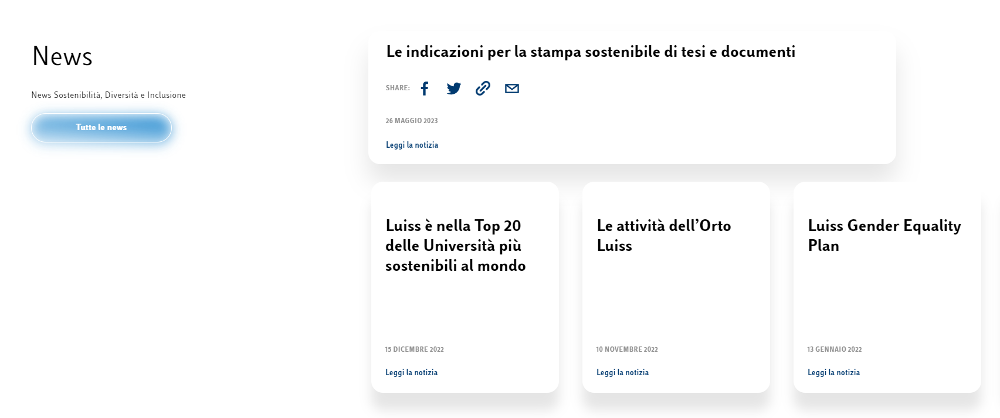 News
News Sostenibilità, Diversità e Inclusione
Tutte le news
Le indicazioni per la stampa sostenibile di tesi e documenti
SHARE:
26 MAGGIO 2023
Leggi la notizia
Luiss è nella Top 20
delle Università più
sostenibili al mondo
15 DICEMBRE 2022
Leggi la notizia
Le attività dell’Orto
Luiss
10 NOVEMBRE 2022
Leggi la notizia
Luiss Gender Equality
Plan
13 GENNAIO 2022
Leggi la notizia